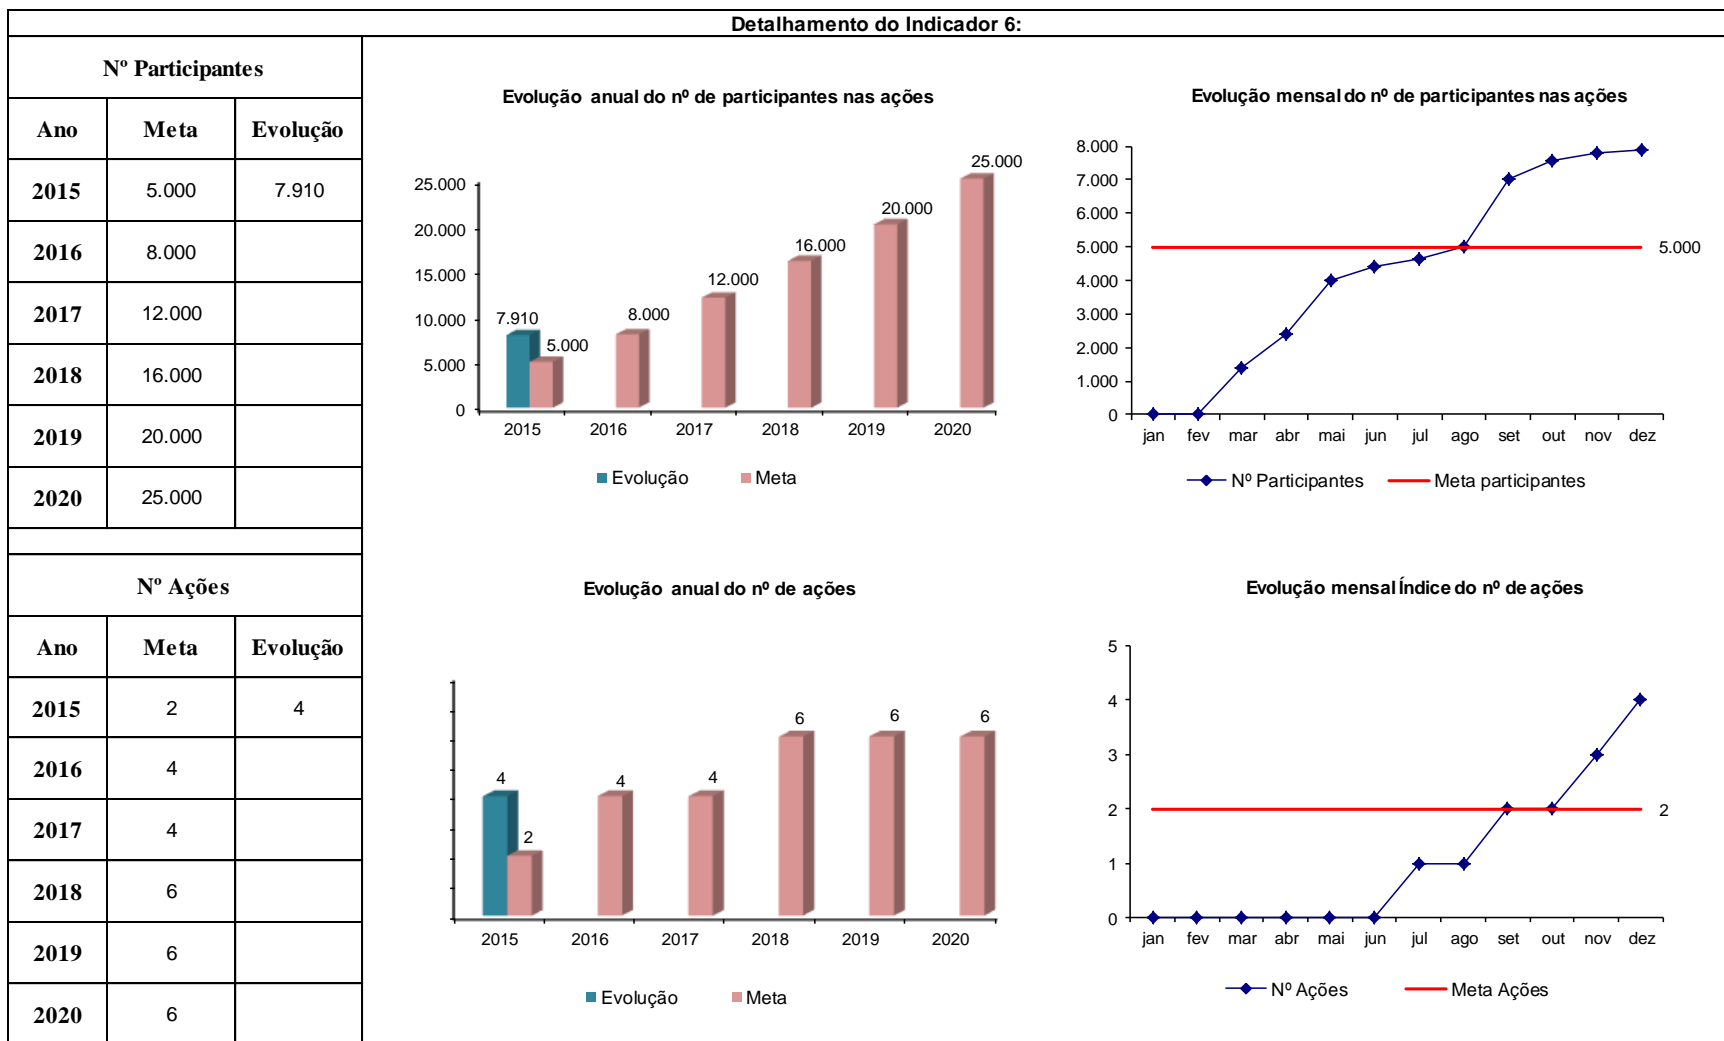 Detalhamento do Indicador 6:
Nº Participantes
Ano Meta Evolução
2015 5.000 7.910
2016 8.000
2017 12.000
2018 16.000
2019 20.000
2020 25.000
Nº Ações
Ano Meta Evolução
2015 2 4
2016 4
2017 4
2018 6
2019 6
2020 6
Evolução anual do nº de participantes nas ações
25.000
20.000
15.000
10.000
5.000
0
7.910
5.000
8.000
12.000
16.000
20.000
25.000
2015 2016 2017 2018 2019 2020
Evolução Meta
Evolução mensal do nº de participantes nas ações
8.000
7.000
6.000
5.000
4.000
3.000
2.000
1.000
0
5.000
jan fev mar abr mai jun jul ago set out nov dez
Nº Participantes Meta participantes
Evolução anual do nº de ações
4
2
4
4
6
6
6
2015 2016 2017 2018 2019 2020
Evolução Meta
Evolução mensal Índice do nº de ações
5
4
3
2
1
0
2
jan fev mar abr mai jun jul ago set out nov dez
Nº Ações Meta Ações